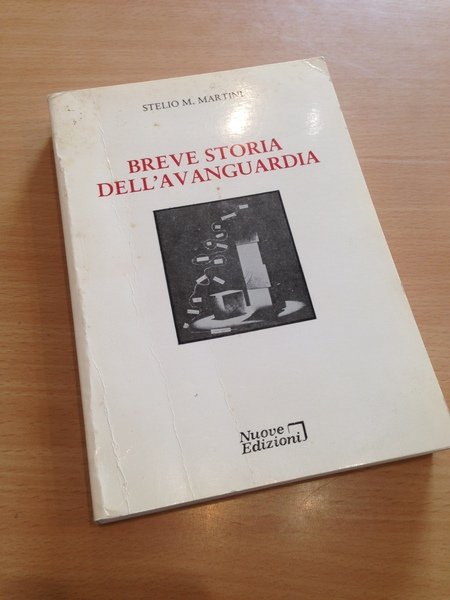 STELIO M. MARTINI
BREVE STORIA
DELL'AVANGUARDIA
Nuove
Edizioni